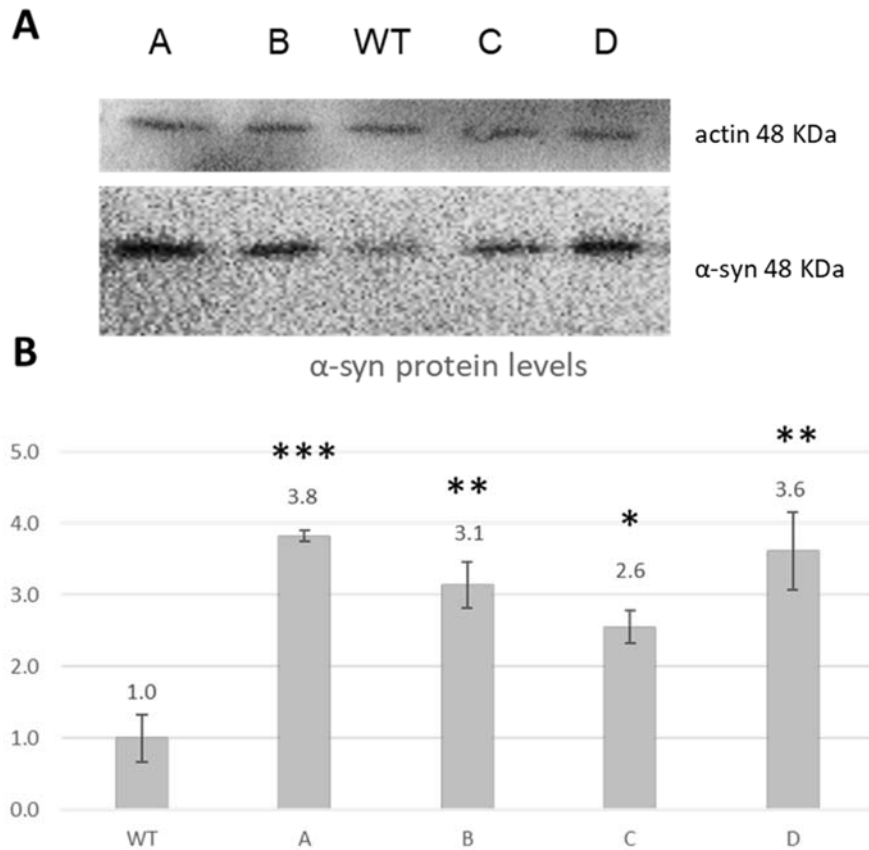 A
A B WT C D
actin 48 KDa
α-syn 48 KDa
B
α-syn protein levels
5.0
4.0
3.0
2.0
1.0
0.0
1.0
***
3.8
**
3.1
*
2.6
**
3.6
WT A B C D